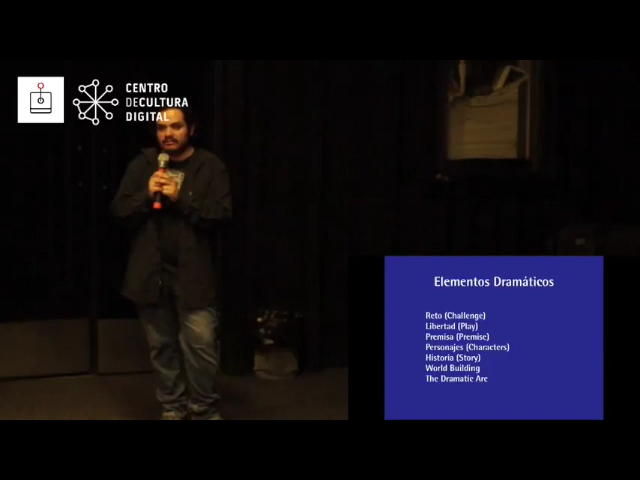 CENTRO
DECULTURA
DIGITAL
Elementos Dramáticos
Reto (Challenge)
Libertad (Play)
Premisa (Premise)
Personajes (Characters)
Historia (Story)
World Building
The Dramatic Arc